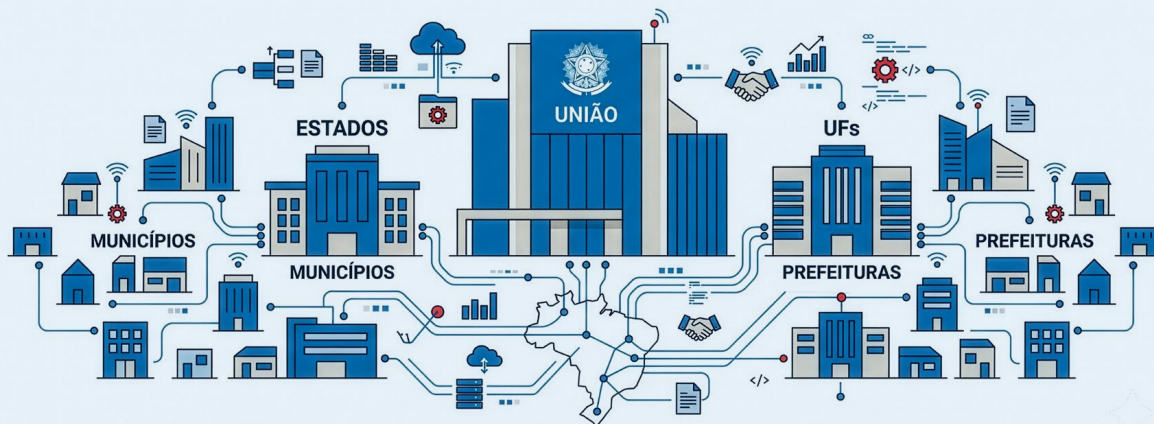 UNIÃO
ESTADOS
UFs
</>
</>
</>
MUNICÍPIOS
PREFEITURAS
MUNICÍPIOS
PREFEITURAS
</>